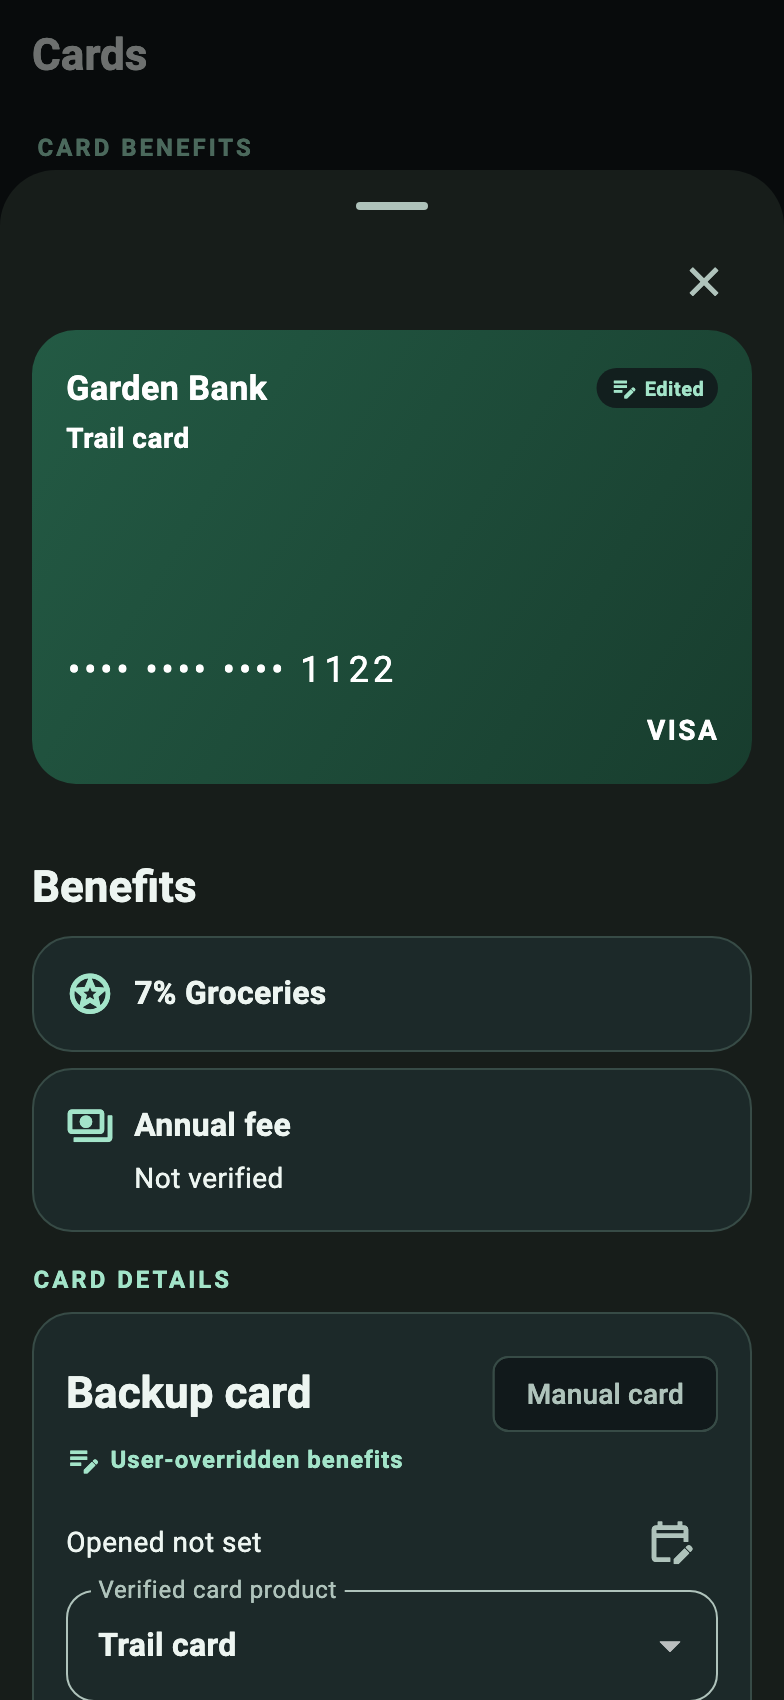 Cards
CARD BENEFITS
Garden Bank
Edited
Trail card
•••• •••• •••• 1122
VISA
Benefits
7% Groceries
Annual fee
Not verified
CARD DETAILS
Backup card
Manual card
User-overridden benefits
Opened not set
Verified card product
Trail card